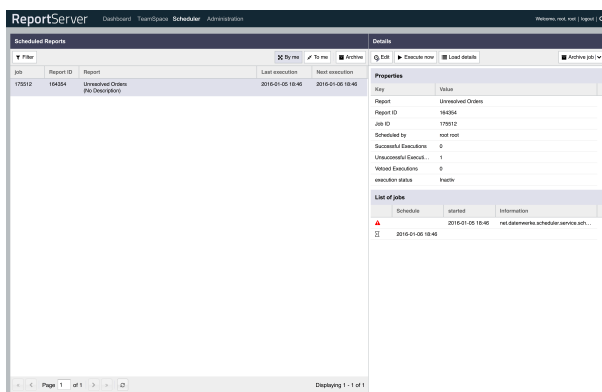 ReportServer Dashboard TeamSpace Scheduler Administration Welcome, root, root | logout |
Scheduled Reports
Filter By me To me Archive
job Report ID Report Last execution Next execution
175512 164354 Unresolved Orders 2016-01-05 18:46 2016-01-06 18:46
(No Description)
Page 1 of 1 Displaying 1 - 1 of 1
Details
Edit Execute now Load details Archive job
Properties
Key Value
Report Unresolved Orders
Report ID 164354
Job ID 175512
Scheduled by root root
Successful Executions 0
Unsuccessful Executi... 1
Vetoed Executions 0
execution status Inactiv
List of jobs
Schedule started Information
2016-01-05 18:46 net.datenwerke.scheduler.service.sch...
2016-01-06 18:46